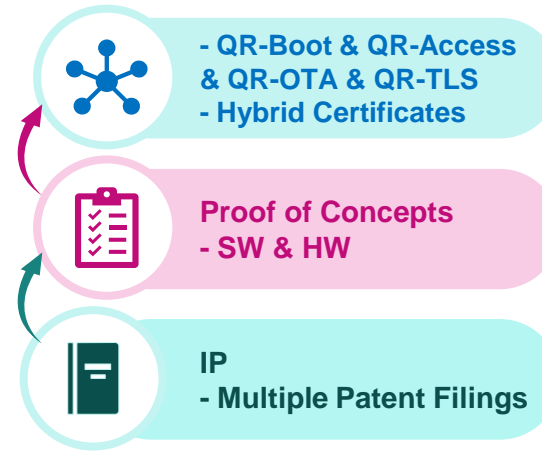 - QR-Boot & QR-Access
& QR-OTA & QR-TLS
- Hybrid Certificates
Proof of Concepts
- SW & HW
IP
- Multiple Patent Filings